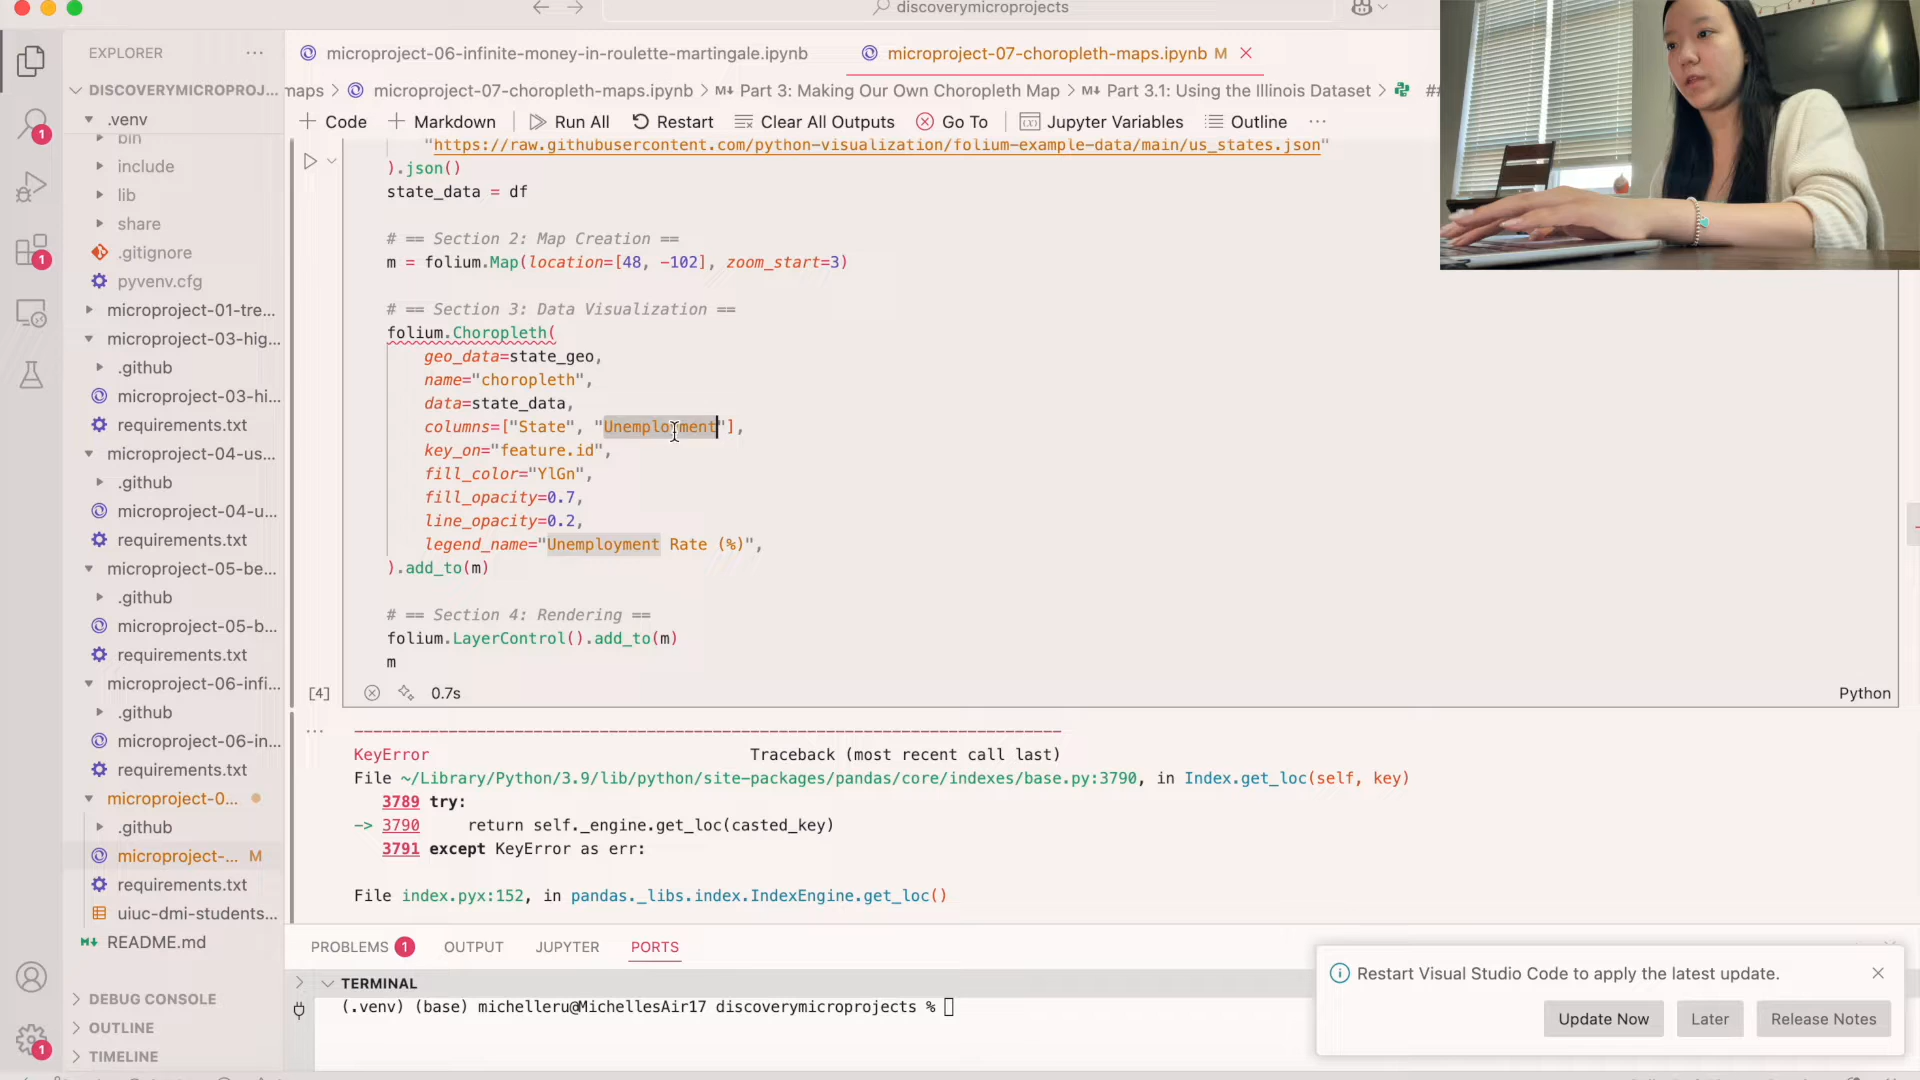 discoverymicroprojects
EXPLORER
microproject-06-infinite-money-in-roulette-martingale.ipynb
microproject-07-choropleth-maps.ipynb M
DISCOVERYMICROPROJ...
maps > microproject-07-choropleth-maps.ipynb > Part 3: Making Our Own Choropleth Map > Part 3.1: Using the Illinois Dataset >
Code
Markdown
Run All
Restart
Clear All Outputs
Go To
Jupyter Variables
Outline
.venv
bin
include
lib
share
.gitignore
pyvenv.cfg
microproject-01-tre...
microproject-03-hig...
.github
microproject-03-hi...
requirements.txt
microproject-04-us...
.github
microproject-04-u...
requirements.txt
microproject-05-be...
.github
microproject-05-b...
requirements.txt
microproject-06-infi...
.github
microproject-06-in...
requirements.txt
microproject-0...
.github
microproject-... M
requirements.txt
uiuc-dmi-students...
README.md
DEBUG CONSOLE
OUTLINE
TIMELINE
1
1
1
"https://raw.githubusercontent.com/python-visualization/folium-example-data/main/us_states.json"
).json()
state_data = df
# == Section 2: Map Creation ==
m = folium.Map(location=[48, -102], zoom_start=3)
# == Section 3: Data Visualization ==
folium.Choropleth(
geo_data=state_geo,
name="choropleth",
data=state_data,
columns=["State", "Unemployment"],
key_on="feature.id",
fill_color="YlGn",
fill_opacity=0.7,
line_opacity=0.2,
legend_name="Unemployment Rate (%)",
).add_to(m)
# == Section 4: Rendering ==
folium.LayerControl().add_to(m)
m
[4]
0.7s
Python
KeyError Traceback (most recent call last)
File ~/Library/Python/3.9/lib/python/site-packages/pandas/core/indexes/base.py:3790, in Index.get_loc(self, key)
3789 try:
-> 3790 return self._engine.get_loc(casted_key)
3791 except KeyError as err:
File index.pyx:152, in pandas._libs.index.IndexEngine.get_loc()
PROBLEMS 1
OUTPUT
JUPYTER
PORTS
TERMINAL
(.venv) (base) michelleru@MichellesAir17 discoverymicroprojects %
Restart Visual Studio Code to apply the latest update.
Update Now
Later
Release Notes